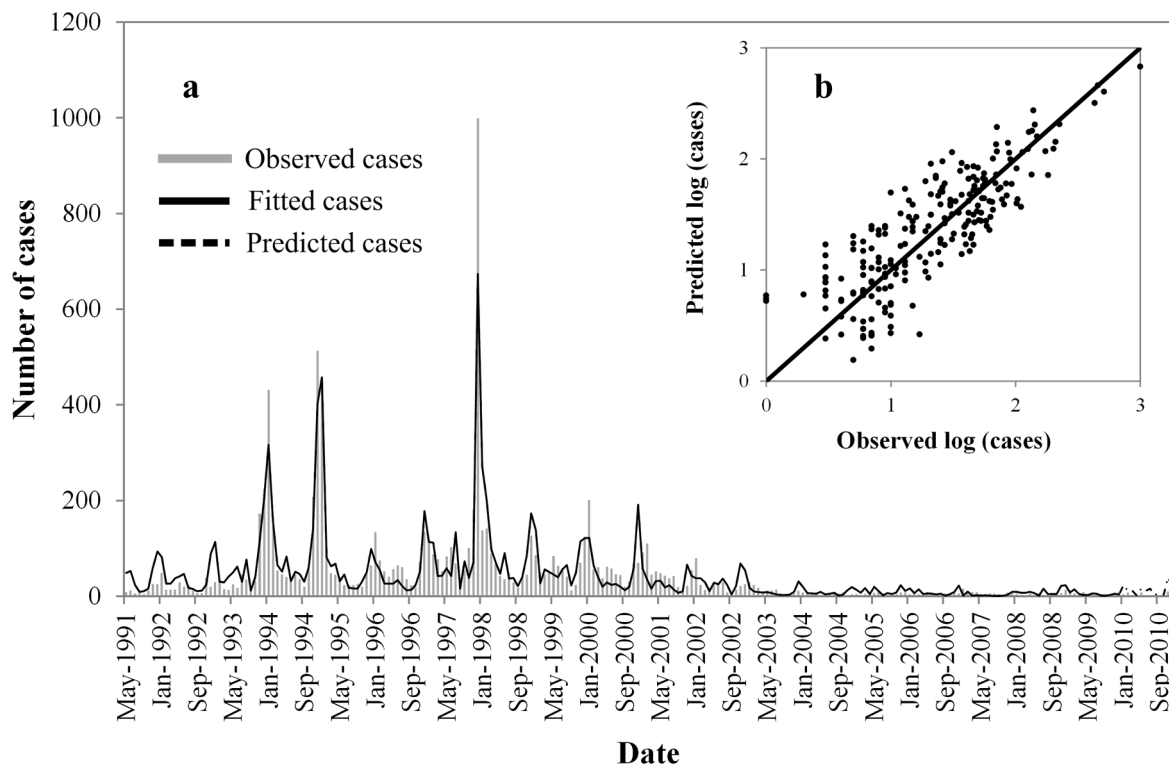 1200
1000
800
600
400
200
0
Number of cases
a
Observed cases
Fitted cases
Predicted cases
b
3
2
1
0
Predicted log (cases)
0
1
2
3
Observed log (cases)
May-1991
Jan-1992
Sep-1992
May-1993
Jan-1994
Sep-1994
May-1995
Jan-1996
Sep-1996
May-1997
Jan-1998
Sep-1998
May-1999
Jan-2000
Sep-2000
May-2001
Jan-2002
Sep-2002
May-2003
Jan-2004
Sep-2004
May-2005
Jan-2006
Sep-2006
May-2007
Jan-2008
Sep-2008
May-2009
Jan-2010
Sep-2010
Date